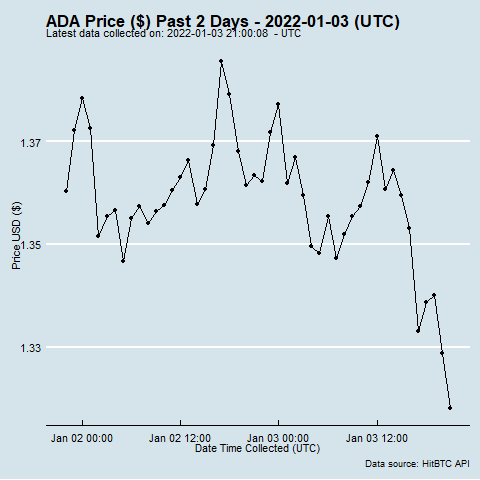 ADA Price ($) Past 2 Days - 2022-01-03 (UTC)
Latest data collected on: 2022-01-03 21:00:08 - UTC
1.37
1.35
1.33
Price USD ($)
Jan 02 00:00 Jan 02 12:00 Jan 03 00:00 Jan 03 12:00
Date Time Collected (UTC)
Data source: HitBTC API